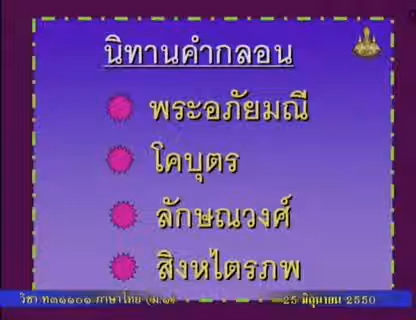 นิทานคำกลอน
พระอภัยมณี
โคบุตร
ลักษณวงศ์
สิงหไตรภพ
วิชา ท๓๑๑๐๑ ภาษาไทย (ม.๑)
25 มิถุนายน 2550